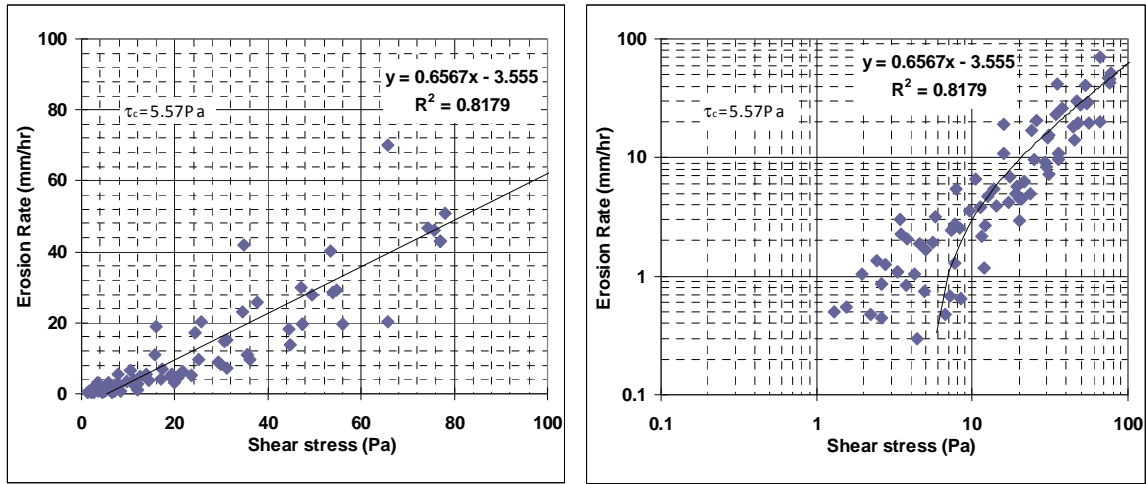 100
80
60
40
20
0
0 20 40 60 80 100
Erosion Rate (mm/hr)
Shear stress (Pa)
y = 0.6567x - 3.555
R² = 0.8179
τc=5.57Pa
100
10
1
0.1
0.1 1 10 100
Erosion Rate (mm/hr)
Shear stress (Pa)
y = 0.6567x - 3.555
R² = 0.8179
τc=5.57Pa